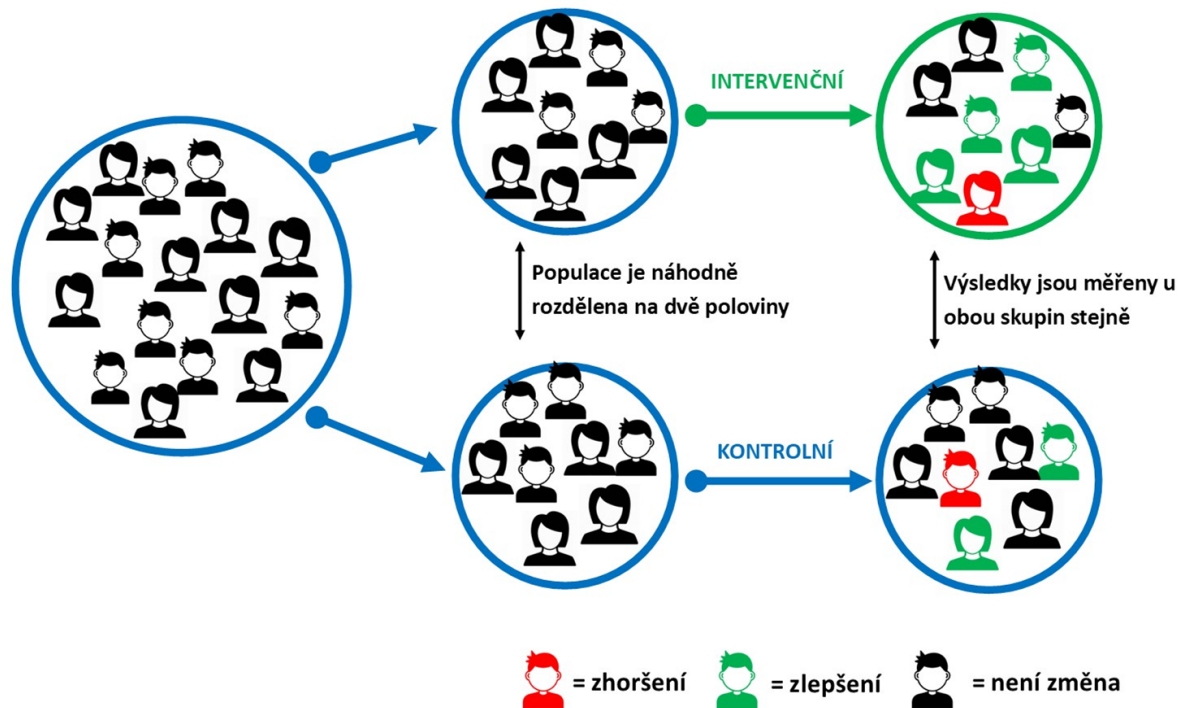 INTERVENČNÍ
Populace je náhodně
rozdělena na dvě poloviny
Výsledky jsou měřeny u
obou skupin stejně
KONTROLNÍ
= zhoršení
= zlepšení
= není změna